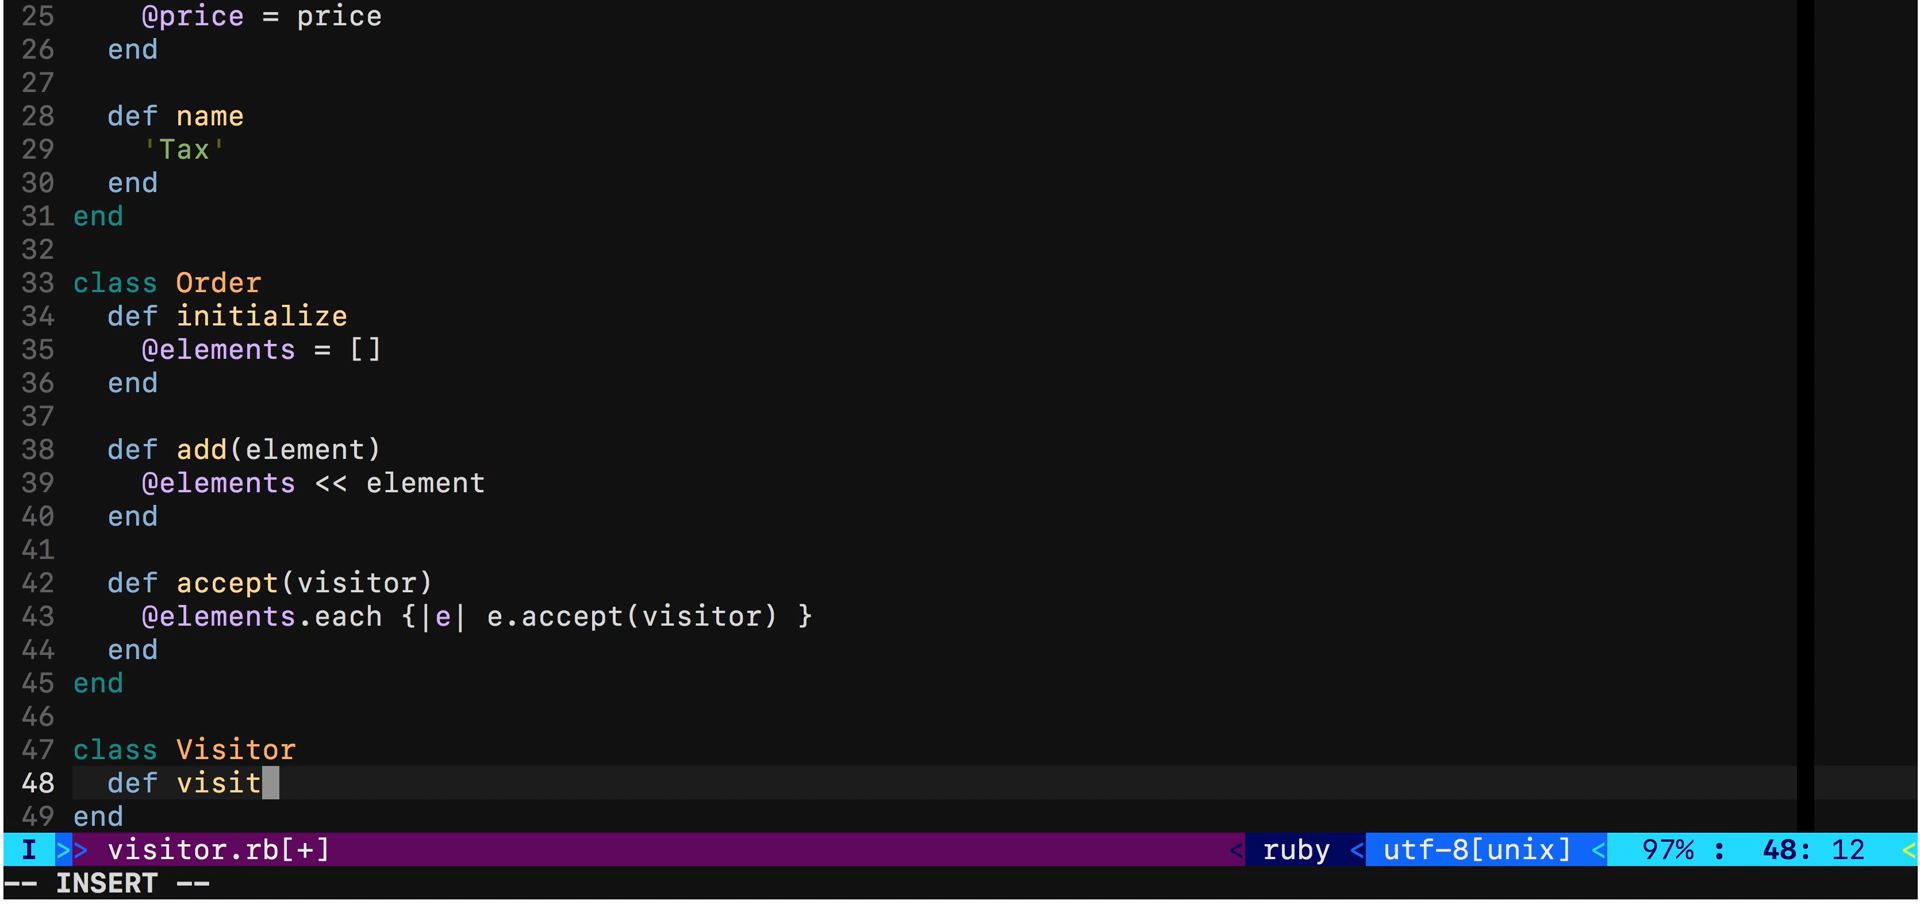 25     @price = price
26   end
27
28   def name
29     'Tax'
30   end
31 end
32
33 class Order
34   def initialize
35     @elements = []
36   end
37
38   def add(element)
39     @elements << element
40   end
41
42   def accept(visitor)
43     @elements.each {|e| e.accept(visitor) }
44   end
45 end
46
47 class Visitor
48   def visit
49 end
I >> visitor.rb[+] < ruby < utf-8[unix] < 97% : 48: 12 <
-- INSERT --